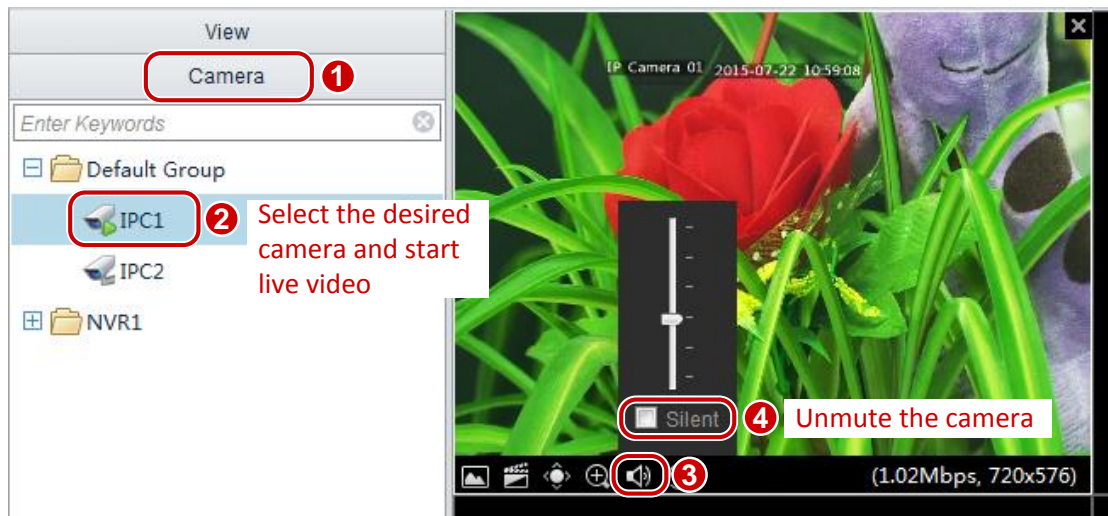 View
Camera
1
Enter Keywords
Default Group
IPC1
2
Select the desired
camera and start
live video
IPC2
NVR1
IP Camera 01 2015-07-22 10:59:08
Silent
4
Unmute the camera
3
(1.02Mbps, 720x576)